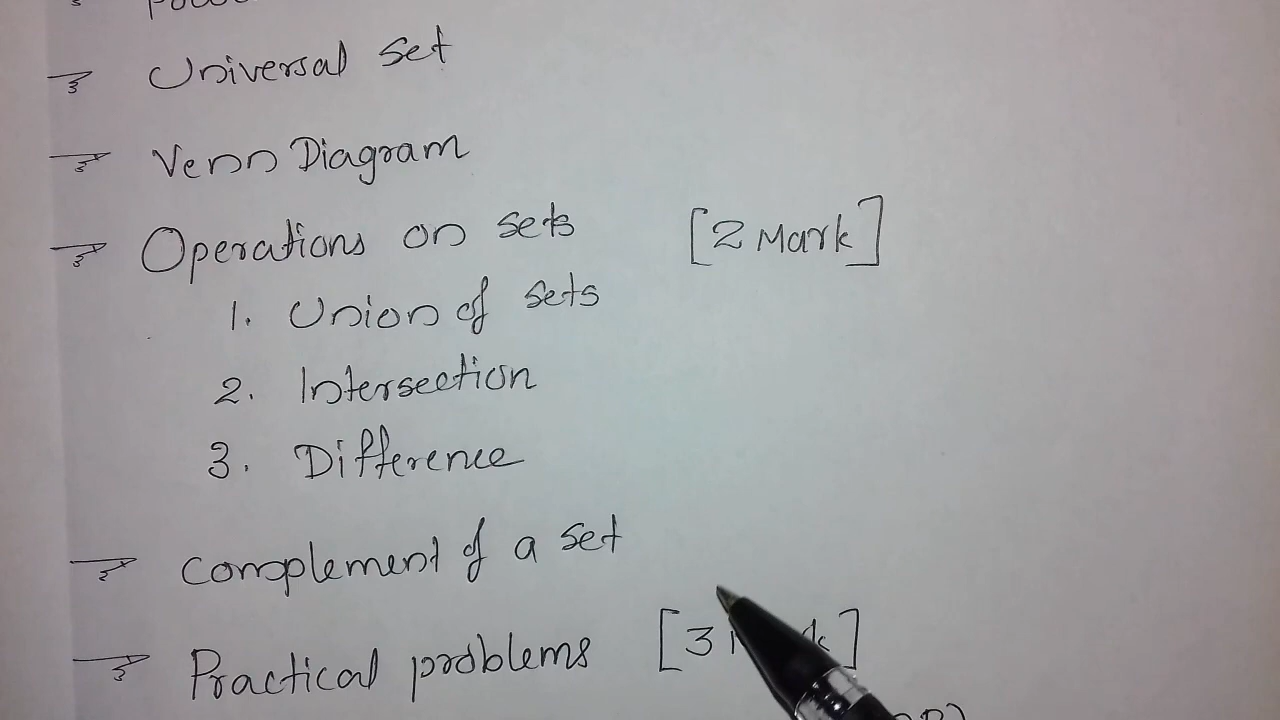 Universal Set
Venn Diagram
Operations on sets [2 Mark]
1. Union of sets
2. Intersection
3. Difference
Complement of a set
Practical problems [3